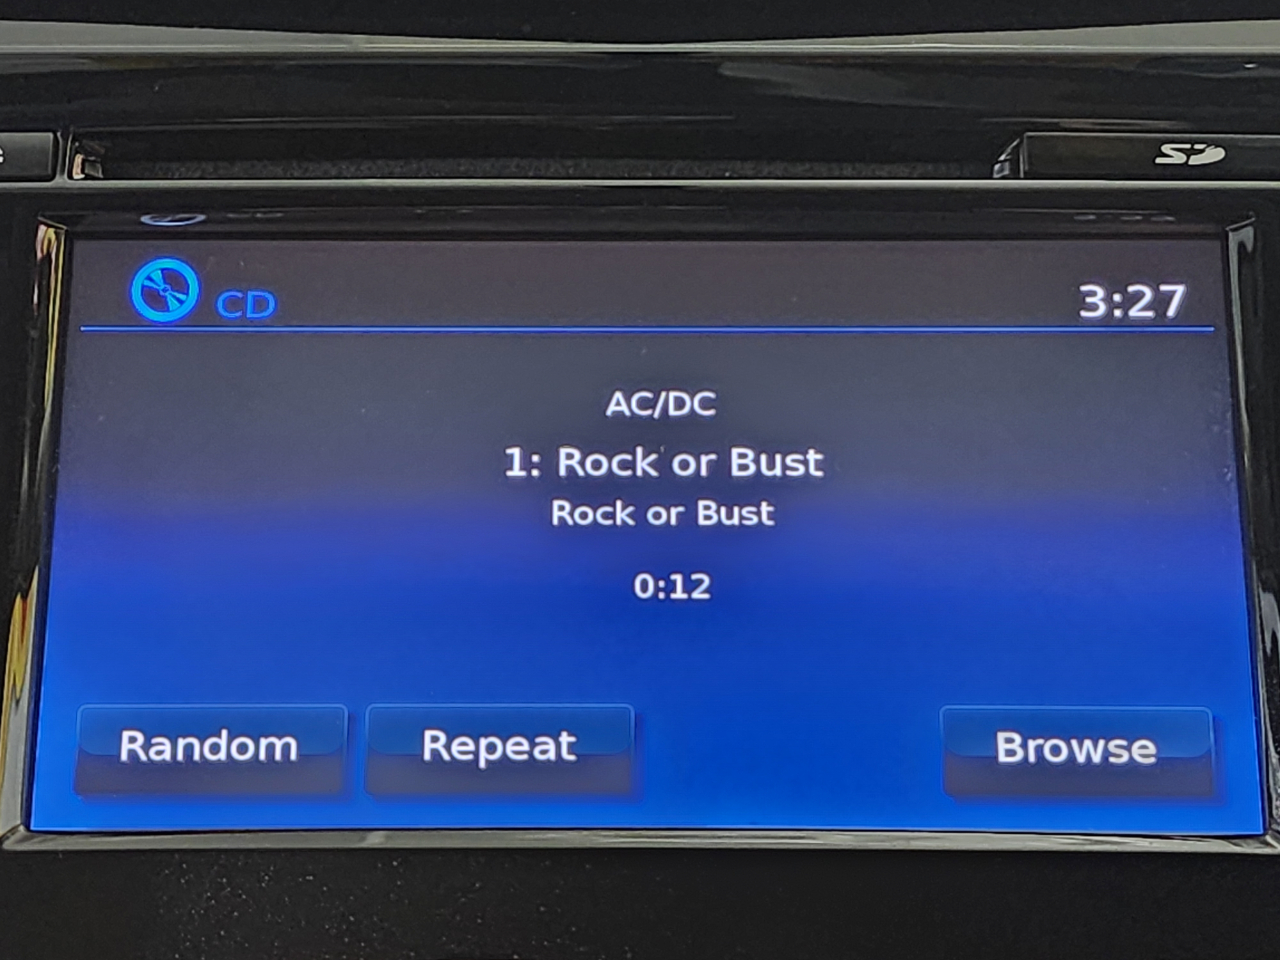 SD
CD
3:27
AC/DC
1: Rock or Bust
Rock or Bust
0:12
Random
Repeat
Browse